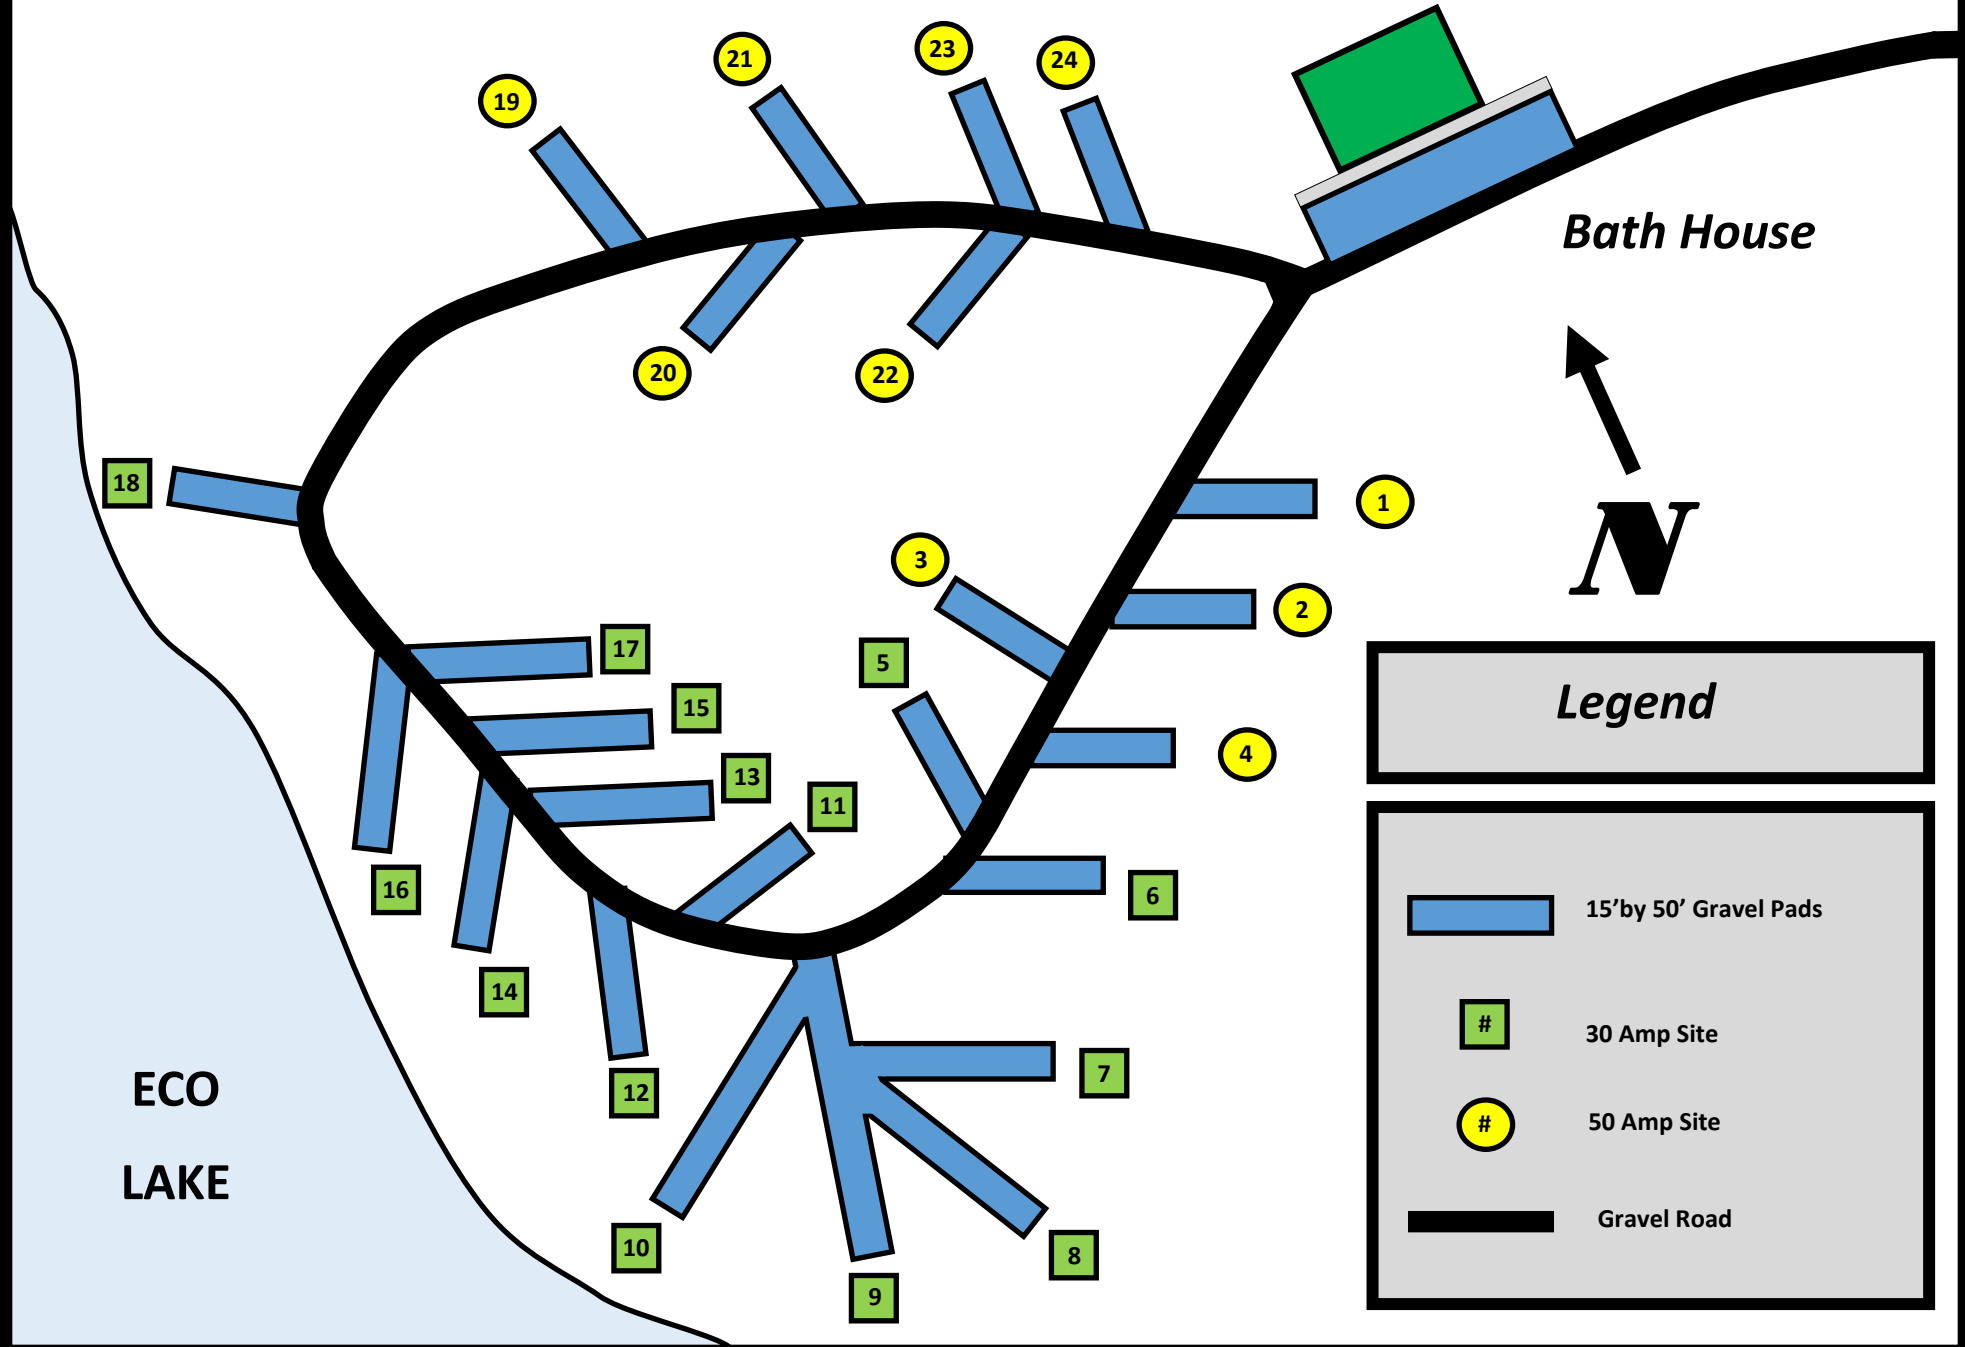 23
21
24
19
Bath House
20
22
18
1
3
2
17
5
15
Legend
4
13
11
16
6
15’by 50’ Gravel Pads
14
#
30 Amp Site
ECO
12
7
#
50 Amp Site
LAKE
Gravel Road
10
8
9
N